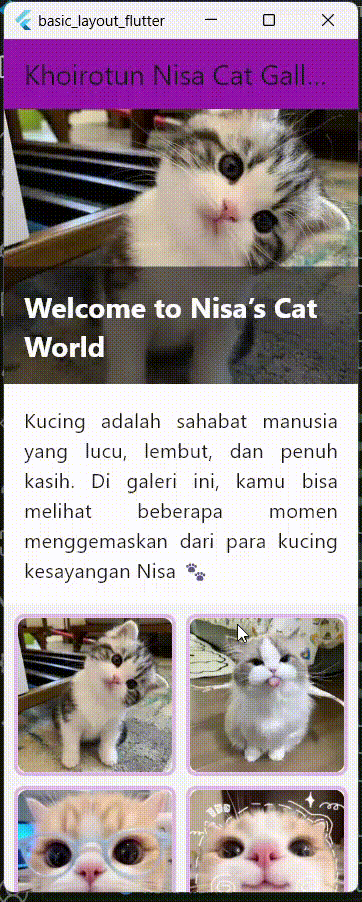 basic_layout_flutter
Khoirotun Nisa Cat Gall...
Welcome to Nisa’s Cat
World
Kucing adalah sahabat manusia
yang lucu, lembut, dan penuh
kasih. Di galeri ini, kamu bisa
melihat beberapa momen
menggemaskan dari para kucing
kesayangan Nisa 🐾